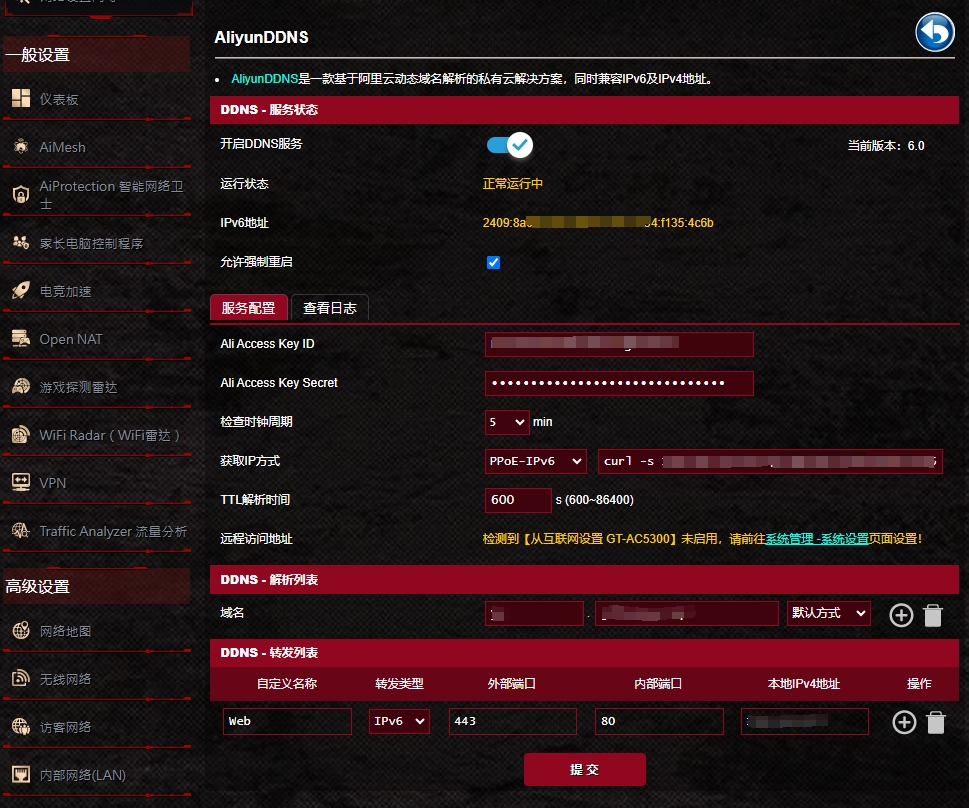 一般设置
仪表板
AiMesh
AiProtection 智能网络卫
士
家长电脑控制程序
电竞加速
Open NAT
游戏探测雷达
WiFi Radar ( WiFi雷达 )
VPN
Traffic Analyzer 流量分析
高级设置
网络地图
无线网络
访客网络
内部网络(LAN)
AliyunDDNS
AliyunDDNS是一款基于阿里云动态域名解析的私有云解决方案，同时兼容IPv6及IPv4地址。
DDNS - 服务状态
开启DDNS服务
当前版本：6.0
运行状态 正常运行中
IPv6地址 2409:8a 4:f135:4c6b
允许强制重启
服务配置 查看日志
Ali Access Key ID
Ali Access Key Secret
检查时钟周期 5 min
获取IP方式 PPoE-IPv6 curl -s
TTL解析时间 600 s (600~86400)
远程访问地址 检测到【从互联网设置 GT-AC5300】未启用，请前往系统管理 -系统设置页面设置！
DDNS - 解析列表
域名 . 默认方式
DDNS - 转发列表
自定义名称 转发类型 外部端口 内部端口 本地IPv4地址 操作
Web IPv6 443 80
提 交